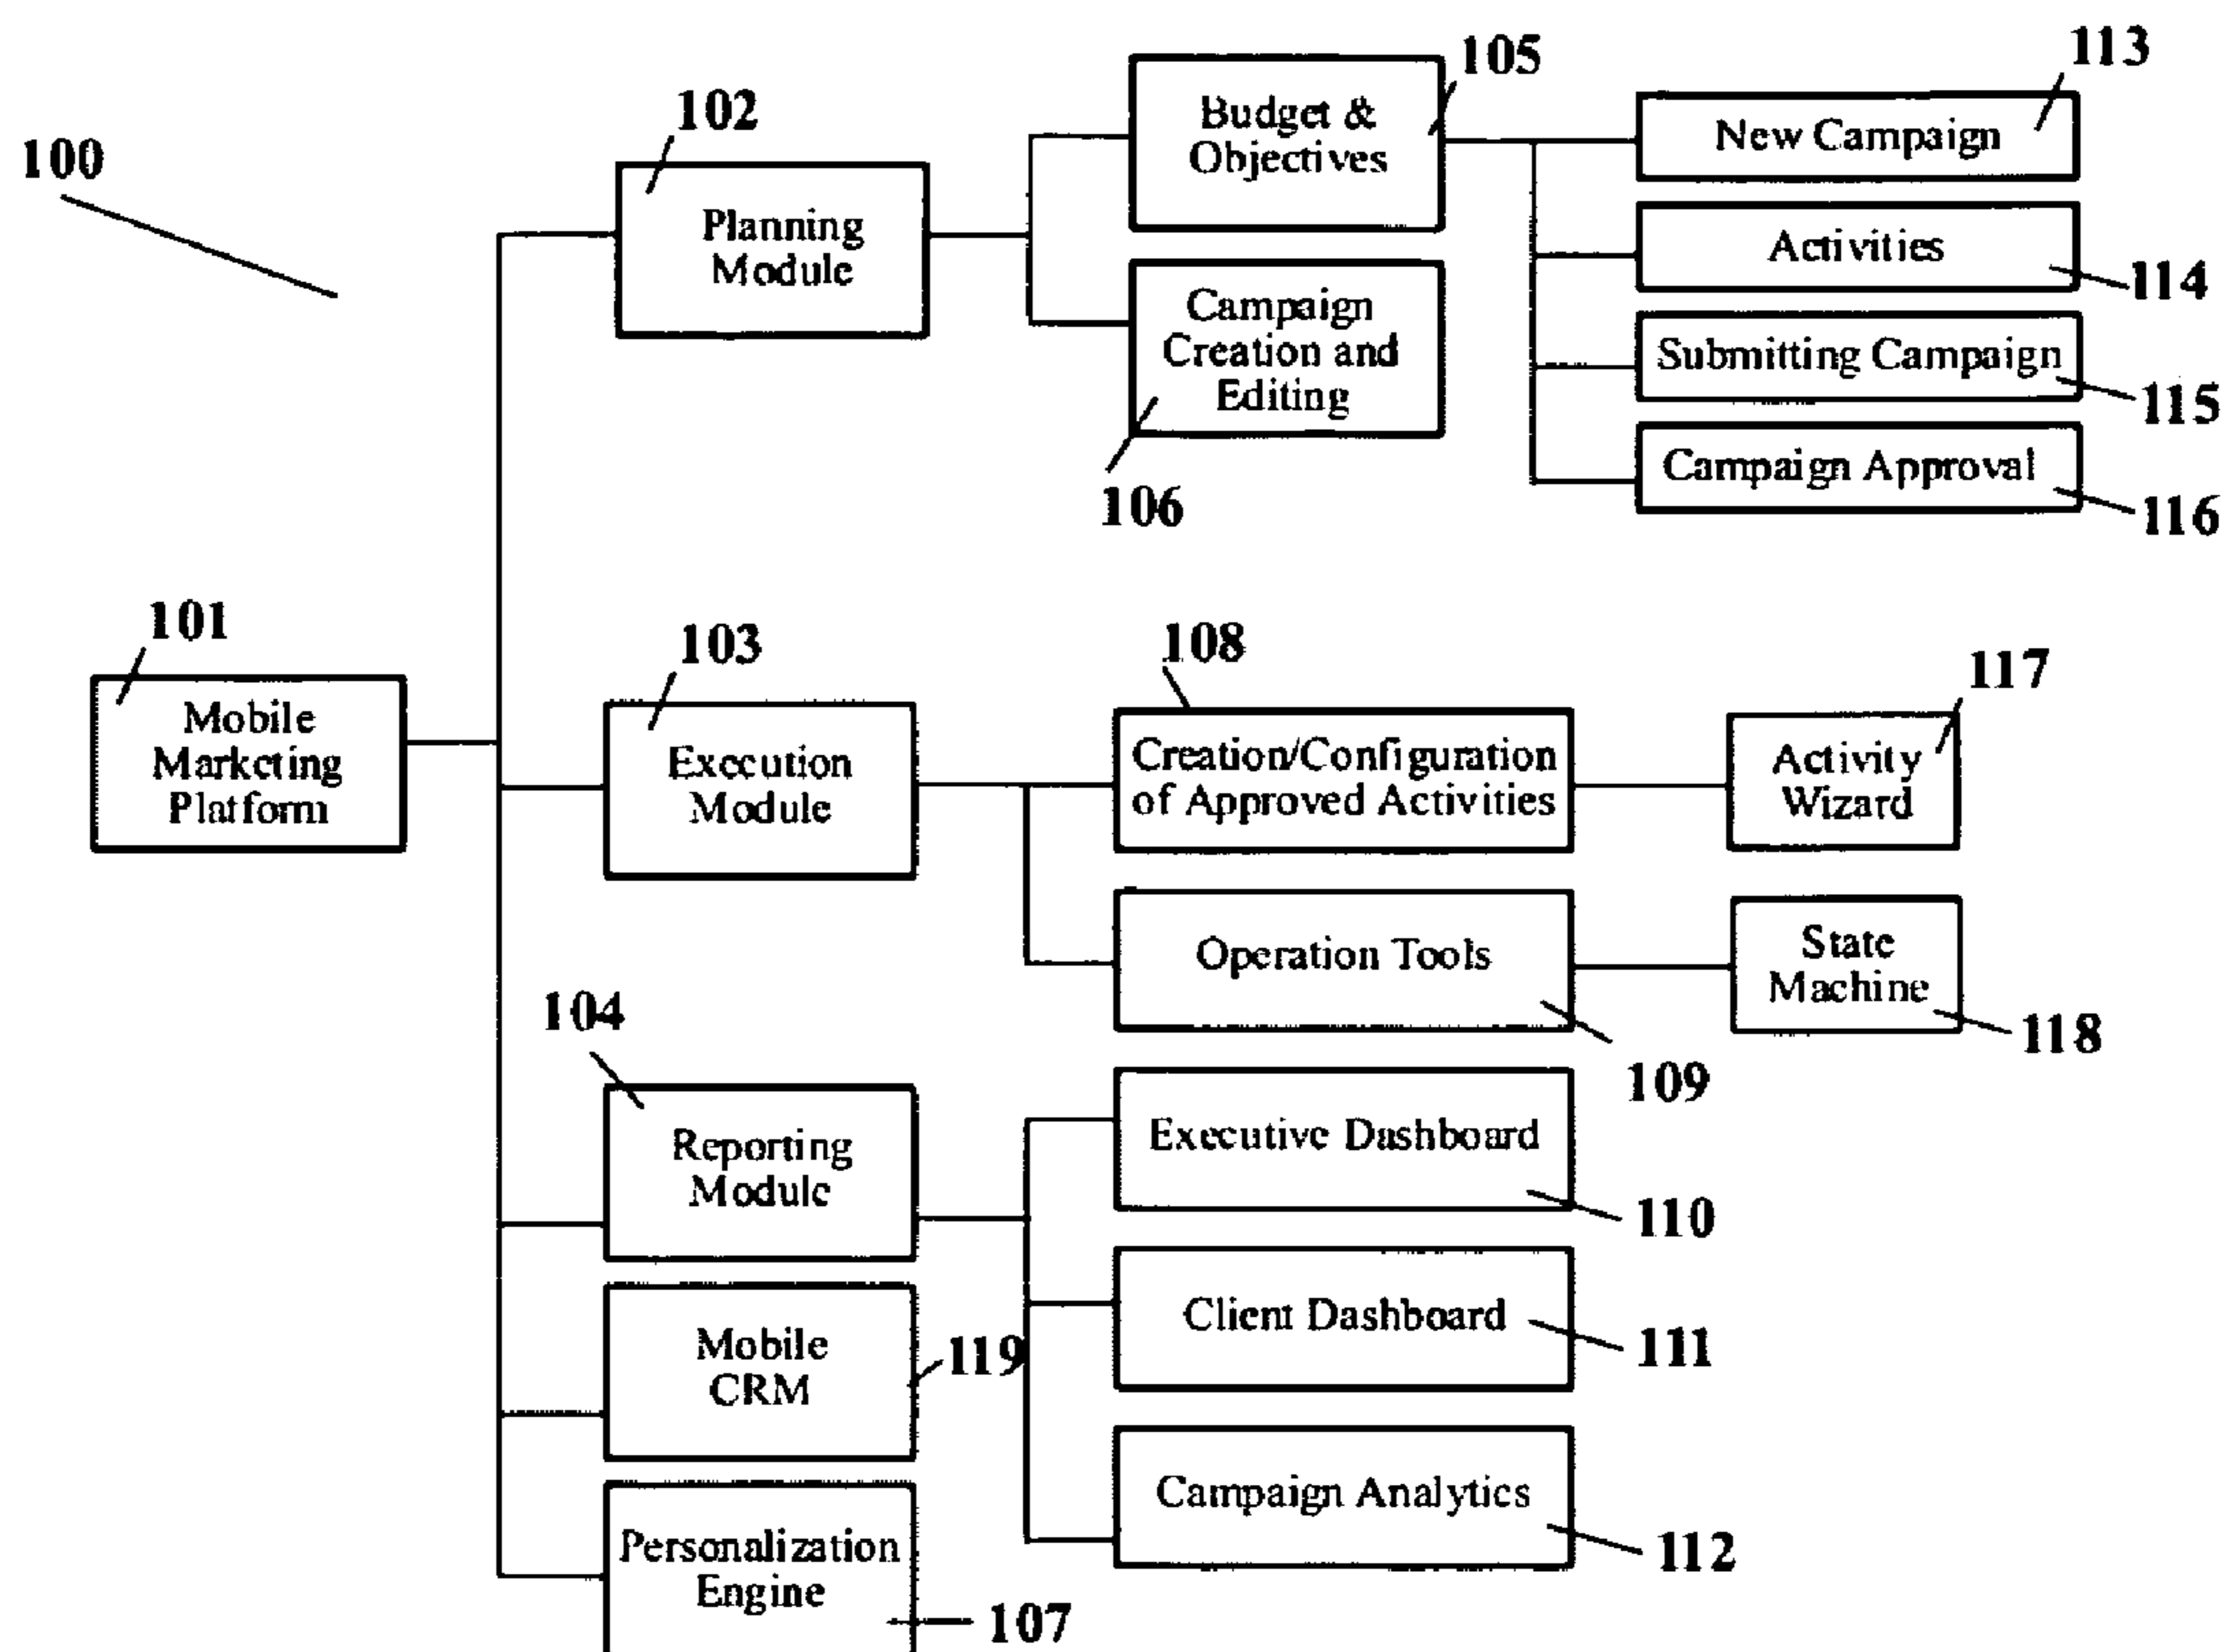 100
102
Planning
Module
105
Budget &
Objectives
Campaign
Creation and
Editing
106
113
New Campaign
Activities
114
Submitting Campaign
115
Campaign Approval
116
101
Mobile
Marketing
Platform
103
Execution
Module
108
Creation/Configuration
of Approved Activities
117
Activity
Wizard
Operation Tools
109
State
Machine
118
104
Reporting
Module
Executive Dashboard
110
Client Dashboard
111
Campaign Analytics
112
Mobile
CRM
119
Personalization
Engine
107